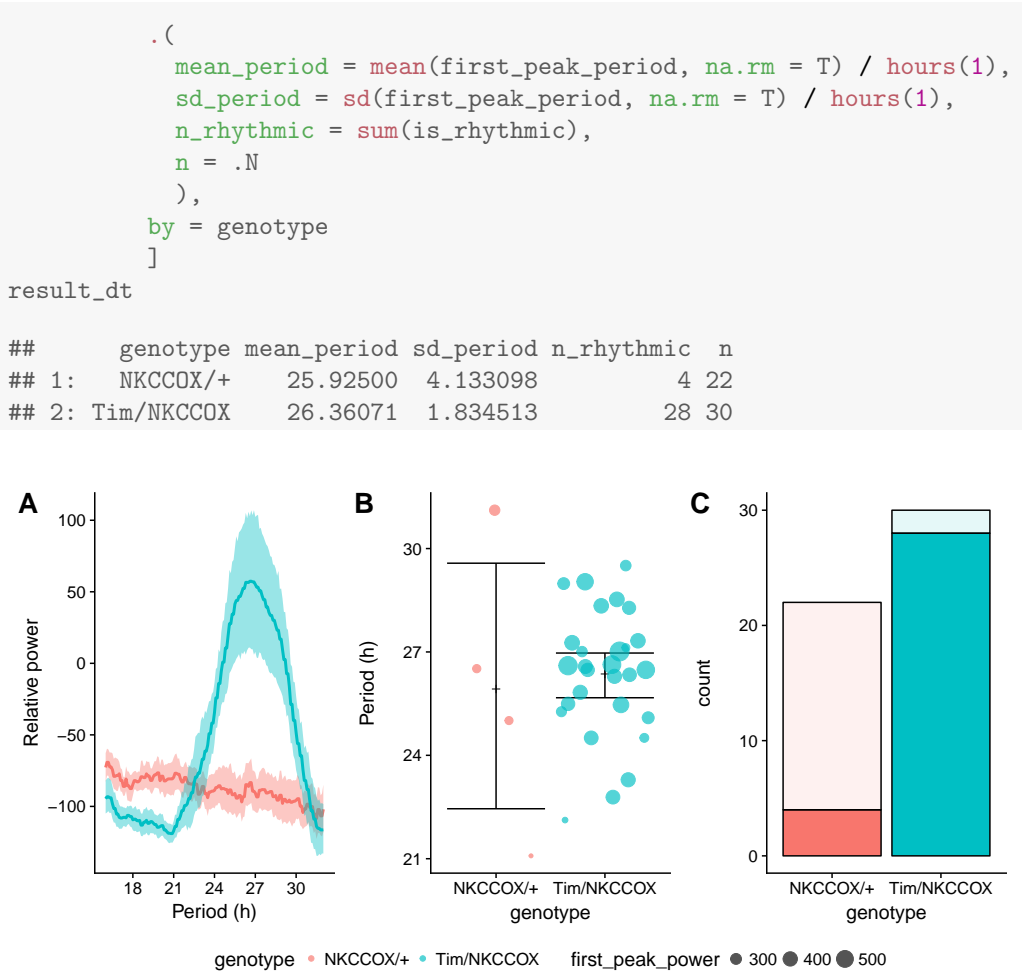 .(
mean_period = mean(first_peak_period, na.rm = T) / hours(1),
sd_period = sd(first_peak_period, na.rm = T) / hours(1),
n_rhythmic = sum(is_rhythmic),
n = .N
),
by = genotype
]
result_dt
## genotype mean_period sd_period n_rhythmic n
## 1: NKCCOX/+ 25.92500 4.133098 4 22
## 2: Tim/NKCCOX 26.36071 1.834513 28 30
A
100
50
0
−50
−100
Relative power
18 21 24 27 30
Period (h)
B
30
27
24
21
Period (h)
NKCCOX/+ Tim/NKCCOX
genotype
C
30
20
10
0
count
NKCCOX/+ Tim/NKCCOX
genotype
genotype NKCCOX/+ Tim/NKCCOX first_peak_power 300 400 500